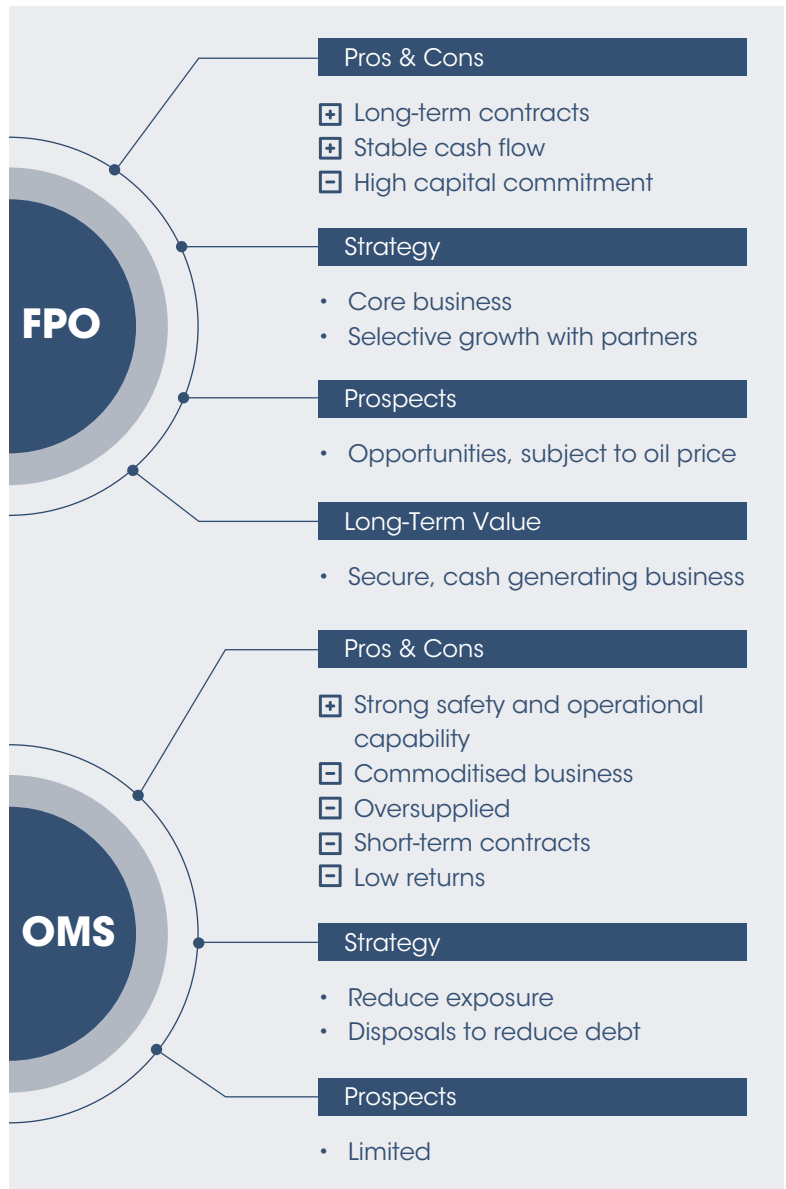 FPO
Pros & Cons
+ Long-term contracts
+ Stable cash flow
- High capital commitment
Strategy
• Core business
• Selective growth with partners
Prospects
• Opportunities, subject to oil price
Long-Term Value
• Secure, cash generating business
OMS
Pros & Cons
+ Strong safety and operational
capability
- Commoditised business
- Oversupplied
- Short-term contracts
- Low returns
Strategy
• Reduce exposure
• Disposals to reduce debt
Prospects
• Limited